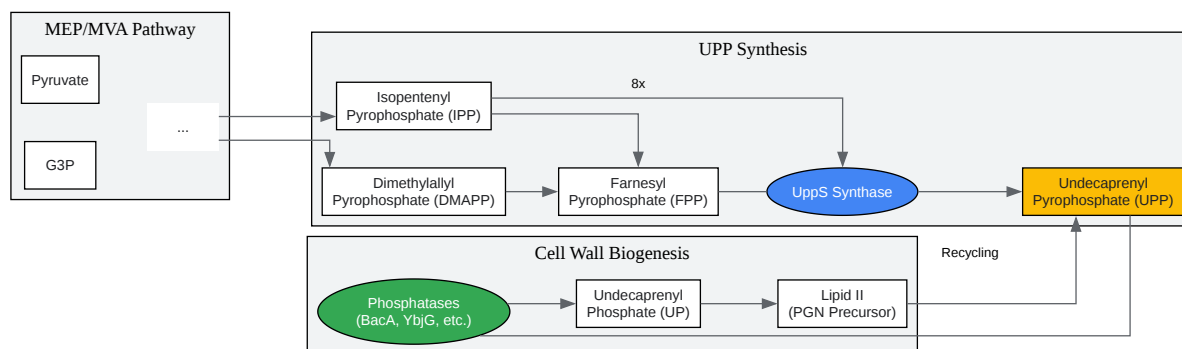 MEP/MVA Pathway
Pyruvate
...
G3P
UPP Synthesis
8x
Isopentenyl
Pyrophosphate (IPP)
Dimethylallyl
Pyrophosphate (DMAPP)
Farnesyl
Pyrophosphate (FPP)
UppS Synthase
Undecaprenyl
Pyrophosphate (UPP)
Cell Wall Biogenesis
Recycling
Phosphatases
(BacA, YbjG, etc.)
Undecaprenyl
Phosphate (UP)
Lipid II
(PGN Precursor)